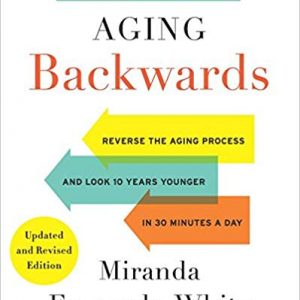 AGING
Backwards
REVERSE THE AGING PROCESS
AND LOOK 10 YEARS YOUNGER
IN 30 MINUTES A DAY
Updated
and Revised
Edition
Miranda